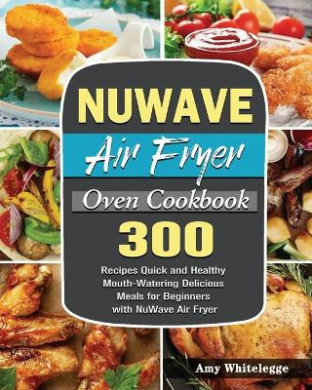 NUWAVE
Air Fryer
Oven Cookbook
300
Recipes Quick and Healthy
Mouth-Watering Delicious
Meals for Beginners
with NuWave Air Fryer
Amy Whitelegge